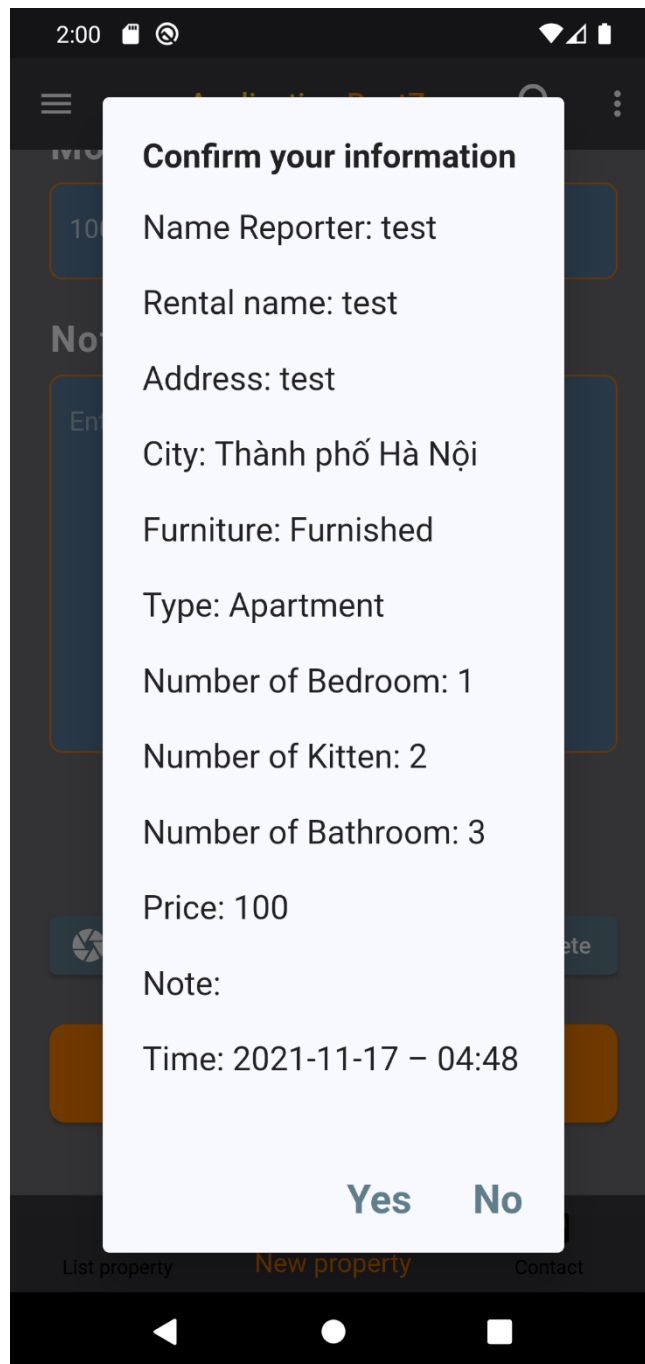 2:00
Confirm your information
Name Reporter: test
Rental name: test
Address: test
City: Thành phố Hà Nội
Furniture: Furnished
Type: Apartment
Number of Bedroom: 1
Number of Kitten: 2
Number of Bathroom: 3
Price: 100
Note:
Time: 2021-11-17 – 04:48
Yes No
List property New property Contact